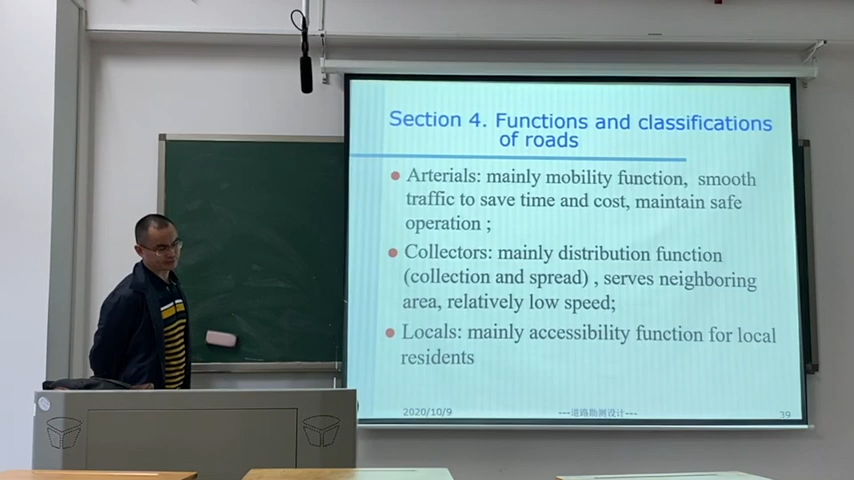 Section 4. Functions and classifications
of roads
Arterials: mainly mobility function, smooth
traffic to save time and cost, maintain safe
operation ;
Collectors: mainly distribution function
(collection and spread) , serves neighboring
area, relatively low speed;
Locals: mainly accessibility function for local
residents
2020/10/9 ---道路勘测设计--- 39